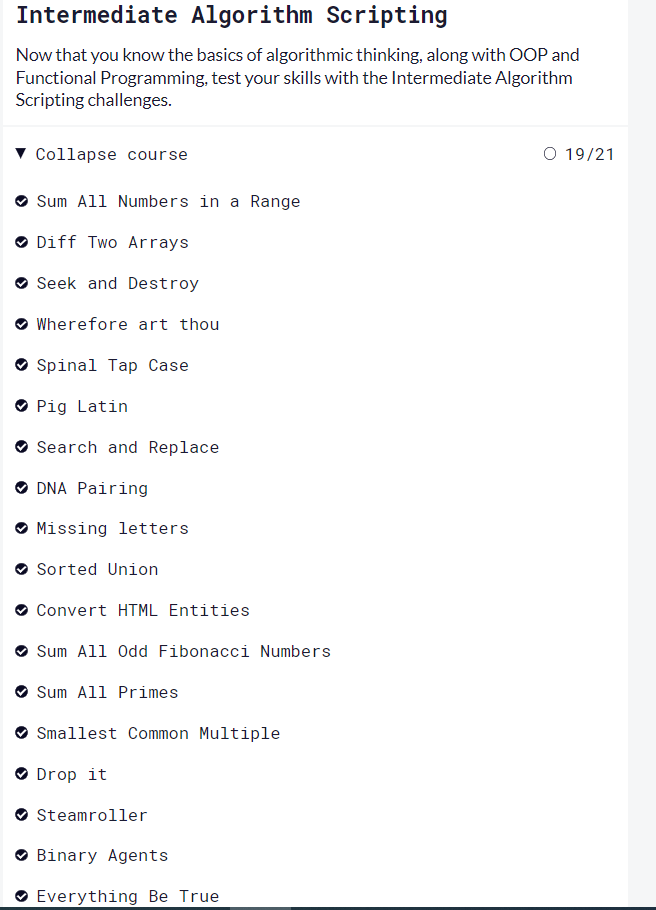 Intermediate Algorithm Scripting
Now that you know the basics of algorithmic thinking, along with OOP and
Functional Programming, test your skills with the Intermediate Algorithm
Scripting challenges.
Collapse course 19/21
Sum All Numbers in a Range
Diff Two Arrays
Seek and Destroy
Wherefore art thou
Spinal Tap Case
Pig Latin
Search and Replace
DNA Pairing
Missing letters
Sorted Union
Convert HTML Entities
Sum All Odd Fibonacci Numbers
Sum All Primes
Smallest Common Multiple
Drop it
Steamroller
Binary Agents
Everything Be True